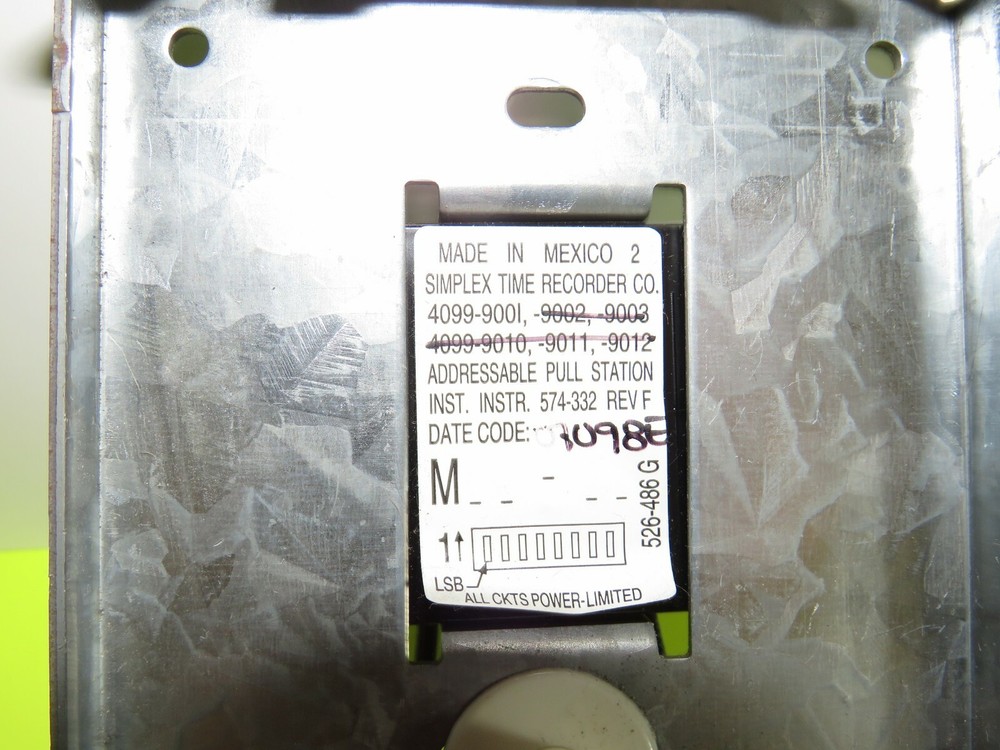 MADE IN MEXICO 2
SIMPLEX TIME RECORDER CO.
4099-9001, -9002, -9003
4099-9010, -9011, -9012
ADDRESSABLE PULL STATION
INST. INSTR. 574-332 REV F
DATE CODE:
M _ _ - _ _
526-486 G
1↑
LSB
ALL CKTS POWER-LIMITED